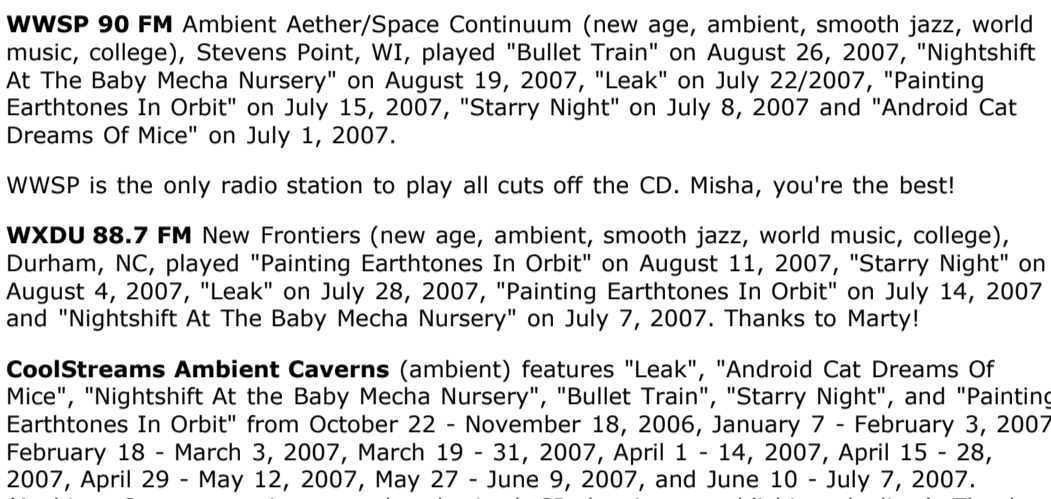 WWSP 90 FM Ambient Aether/Space Continuum (new age, ambient, smooth jazz, world
music, college), Stevens Point, WI, played "Bullet Train" on August 26, 2007, "Nightshift
At The Baby Mecha Nursery" on August 19, 2007, "Leak" on July 22/2007, "Painting
Earthtones In Orbit" on July 15, 2007, "Starry Night" on July 8, 2007 and "Android Cat
Dreams Of Mice" on July 1, 2007.
WWSP is the only radio station to play all cuts off the CD. Misha, you're the best!
WXDU 88.7 FM New Frontiers (new age, ambient, smooth jazz, world music, college),
Durham, NC, played "Painting Earthtones In Orbit" on August 11, 2007, "Starry Night" on
August 4, 2007, "Leak" on July 28, 2007, "Painting Earthtones In Orbit" on July 14, 2007
and "Nightshift At The Baby Mecha Nursery" on July 7, 2007. Thanks to Marty!
CoolStreams Ambient Caverns (ambient) features "Leak", "Android Cat Dreams Of
Mice", "Nightshift At the Baby Mecha Nursery", "Bullet Train", "Starry Night", and "Painting
Earthtones In Orbit" from October 22 - November 18, 2006, January 7 - February 3, 2007
February 18 - March 3, 2007, March 19 - 31, 2007, April 1 - 14, 2007, April 15 - 28,
2007, April 29 - May 12, 2007, May 27 - June 9, 2007, and June 10 - July 7, 2007.